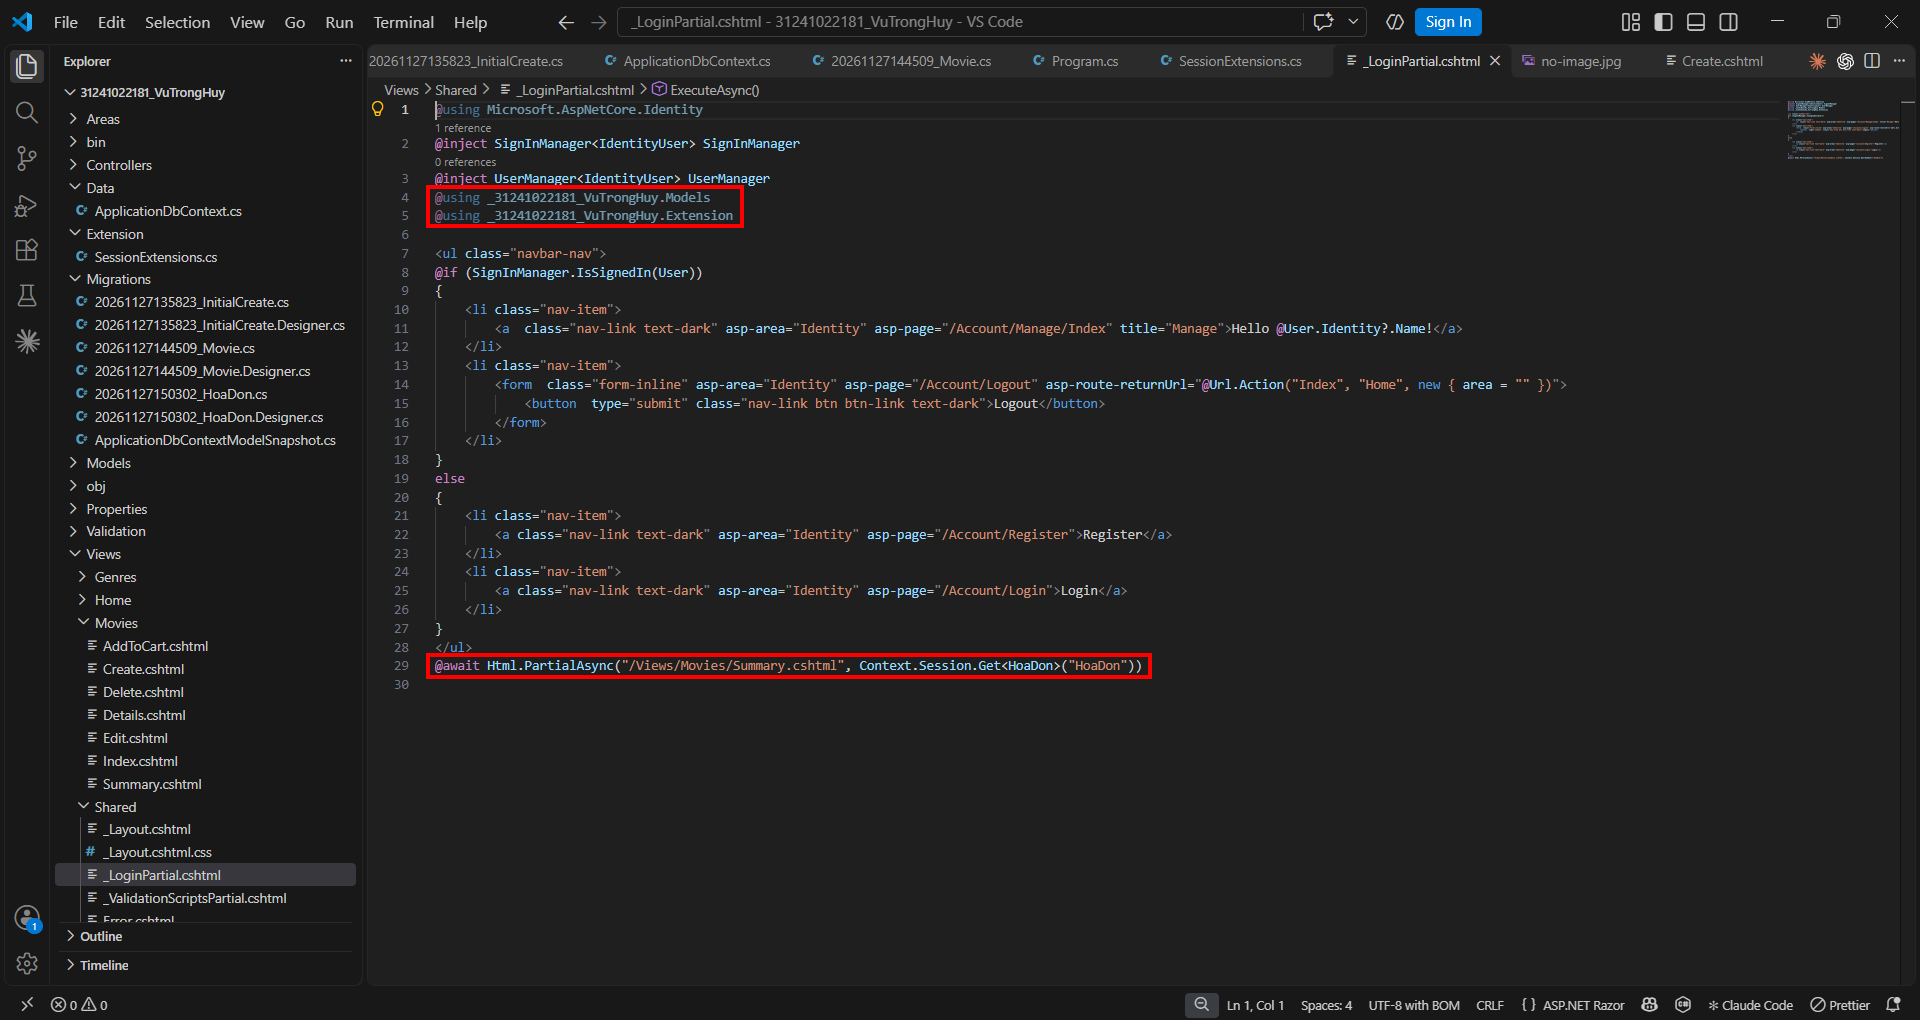 File Edit Selection View Go Run Terminal Help
_LoginPartial.cshtml - 31241022181_VuTrongHuy - VS Code
Sign In
Explorer
31241022181_VuTrongHuy
Areas
bin
Controllers
Data
ApplicationDbContext.cs
Extension
SessionExtensions.cs
Migrations
20261127135823_InitialCreate.cs
20261127135823_InitialCreate.Designer.cs
20261127144509_Movie.cs
20261127144509_Movie.Designer.cs
20261127150302_HoaDon.cs
20261127150302_HoaDon.Designer.cs
ApplicationDbContextModelSnapshot.cs
Models
obj
Properties
Validation
Views
Genres
Home
Movies
AddToCart.cshtml
Create.cshtml
Delete.cshtml
Details.cshtml
Edit.cshtml
Index.cshtml
Summary.cshtml
Shared
_Layout.cshtml
_Layout.cshtml.css
_LoginPartial.cshtml
_ValidationScriptsPartial.cshtml
Error.cshtml
Outline
Timeline
20261127135823_InitialCreate.cs ApplicationDbContext.cs 20261127144509_Movie.cs Program.cs SessionExtensions.cs _LoginPartial.cshtml no-image.jpg Create.cshtml
Views > Shared > _LoginPartial.cshtml > ExecuteAsync()
1 @using Microsoft.AspNetCore.Identity
1 reference
2 @inject SignInManager<IdentityUser> SignInManager
0 references
3 @inject UserManager<IdentityUser> UserManager
4 @using _31241022181_VuTrongHuy.Models
5 @using _31241022181_VuTrongHuy.Extension
6
7 <ul class="navbar-nav">
8 @if (SignInManager.IsSignedIn(User))
9 {
10 <li class="nav-item">
11 <a  class="nav-link text-dark" asp-area="Identity" asp-page="/Account/Manage/Index" title="Manage">Hello @User.Identity?.Name!</a>
12 </li>
13 <li class="nav-item">
14 <form  class="form-inline" asp-area="Identity" asp-page="/Account/Logout" asp-route-returnUrl="@Url.Action("Index", "Home", new { area = "" })">
15 <button  type="submit" class="nav-link btn btn-link text-dark">Logout</button>
16 </form>
17 </li>
18 }
19 else
20 {
21 <li class="nav-item">
22 <a class="nav-link text-dark" asp-area="Identity" asp-page="/Account/Register">Register</a>
23 </li>
24 <li class="nav-item">
25 <a class="nav-link text-dark" asp-area="Identity" asp-page="/Account/Login">Login</a>
26 </li>
27 }
28 </ul>
29 @await Html.PartialAsync("/Views/Movies/Summary.cshtml", Context.Session.Get<HoaDon>("HoaDon"))
30
1
0 0
Ln 1, Col 1 Spaces: 4 UTF-8 with BOM CRLF { } ASP.NET Razor Claude Code Prettier